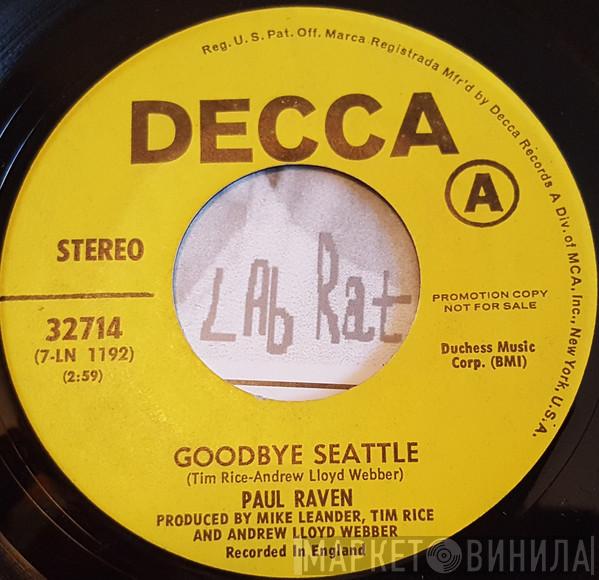 Reg. U. S. Pat. Off. Marca Registrada Mfr'd by Decca Records A Div. of MCA, Inc., New York, U.S.A.
DECCA
A
STEREO
LAb Rat
32714
(7-LN 1192)
(2:59)
PROMOTION COPY
NOT FOR SALE
Duchess Music
Corp. (BMI)
GOODBYE SEATTLE
(Tim Rice-Andrew Lloyd Webber)
PAUL RAVEN
PRODUCED BY MIKE LEANDER, TIM RICE
AND ANDREW LLOYD WEBBER
Recorded In England
МАРКЕТ ВИНИЛА